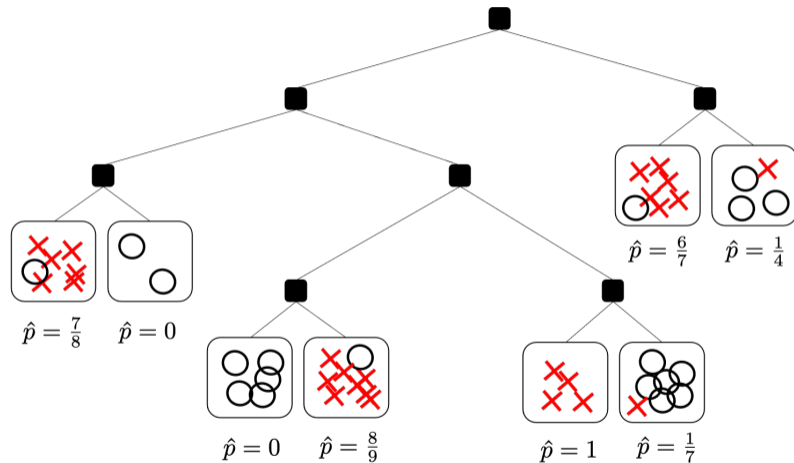 p̂ = 6/7
p̂ = 1/4
p̂ = 7/8
p̂ = 0
p̂ = 0
p̂ = 8/9
p̂ = 1
p̂ = 1/7